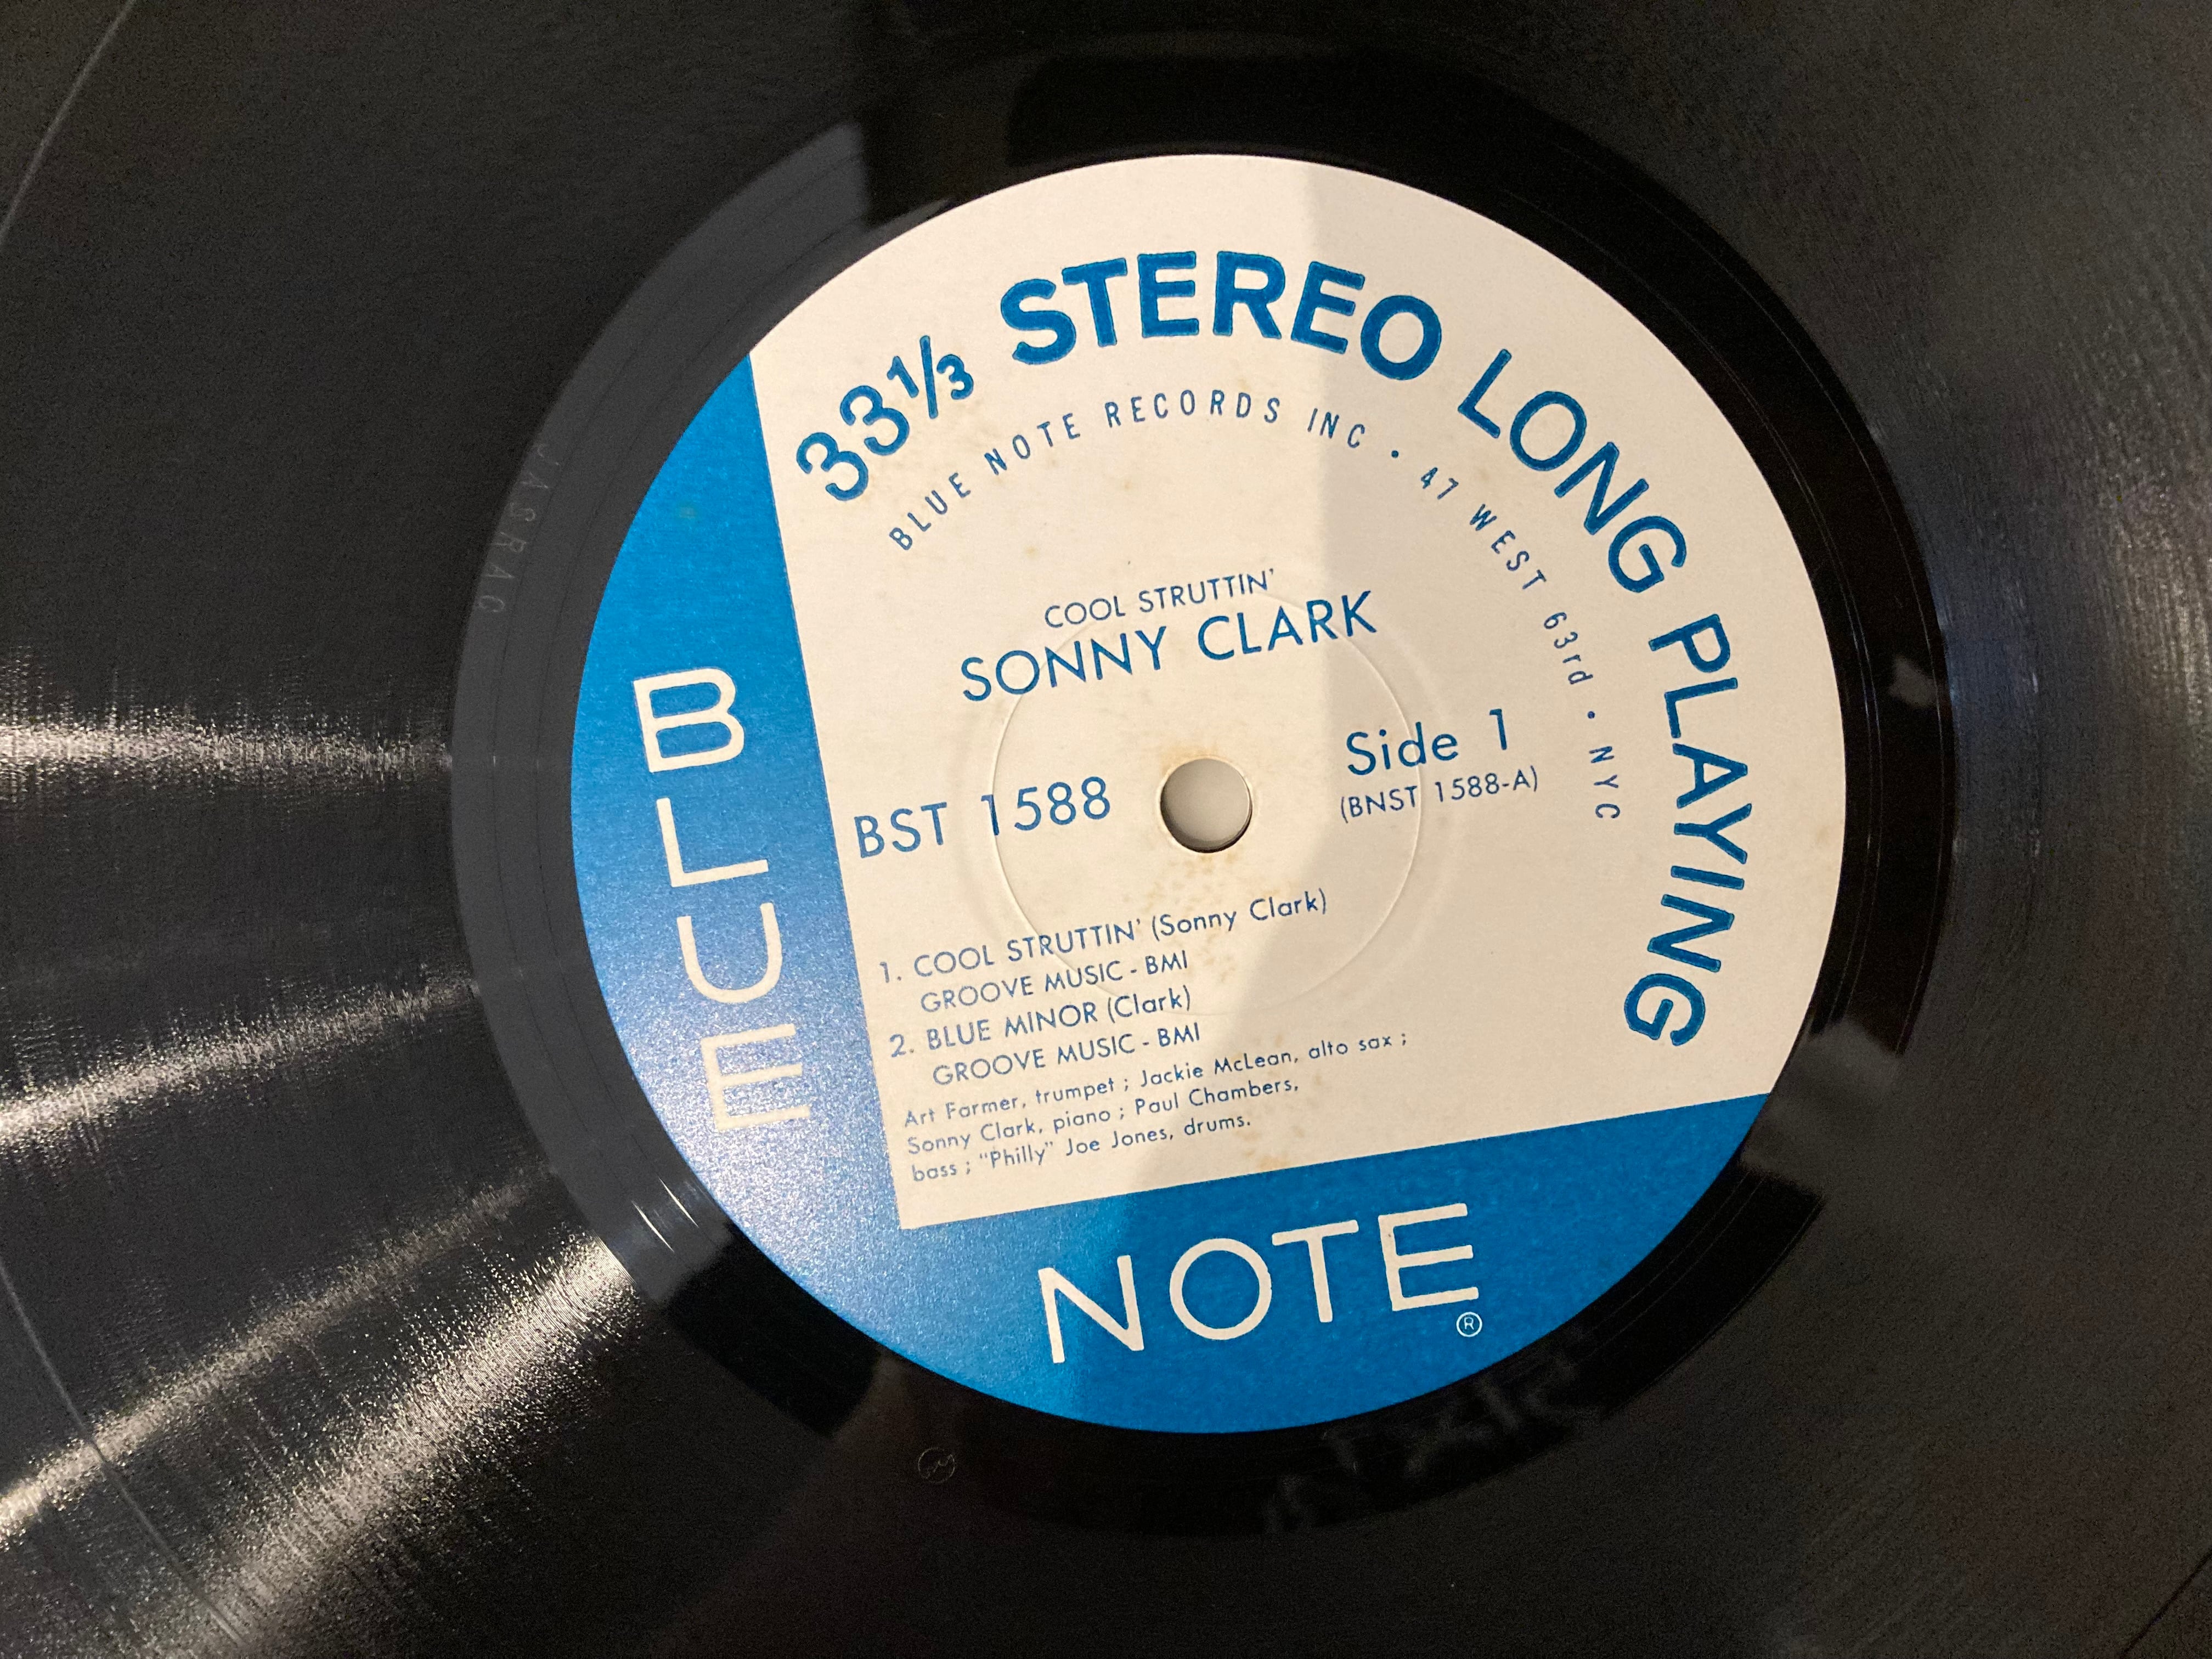 33⅓ STEREO LONG PLAYING
BLUE NOTE RECORDS INC · 47 WEST 63rd · NYC
COOL STRUTTIN'
SONNY CLARK
BST 1588
Side 1
(BNST 1588-A)
1. COOL STRUTTIN' (Sonny Clark)
GROOVE MUSIC - BMI
2. BLUE MINOR (Clark)
GROOVE MUSIC - BMI
Art Farmer, trumpet ; Jackie McLean, alto sax ;
Sonny Clark, piano ; Paul Chambers,
bass ; "Philly" Joe Jones, drums.
BLUE
NOTE
®
JASRAC